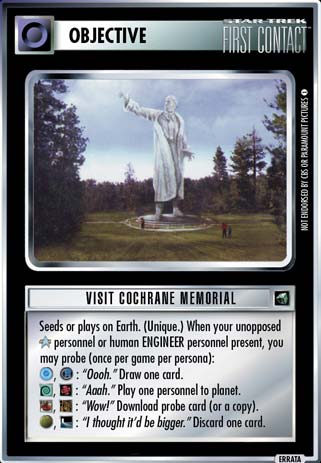 OBJECTIVE
STAR TREK
FIRST CONTACT
NOT ENDORSED BY CBS OR PARAMOUNT PICTURES
VISIT COCHRANE MEMORIAL
Seeds or plays on Earth. (Unique.) When your unopposed
personnel or human ENGINEER personnel present, you
may probe (once per game per persona):
: "Oooh." Draw one card.
, : "Aaah." Play one personnel to planet.
, : "Wow!" Download probe card (or a copy).
, : "I thought it'd be bigger." Discard one card.
ERRATA